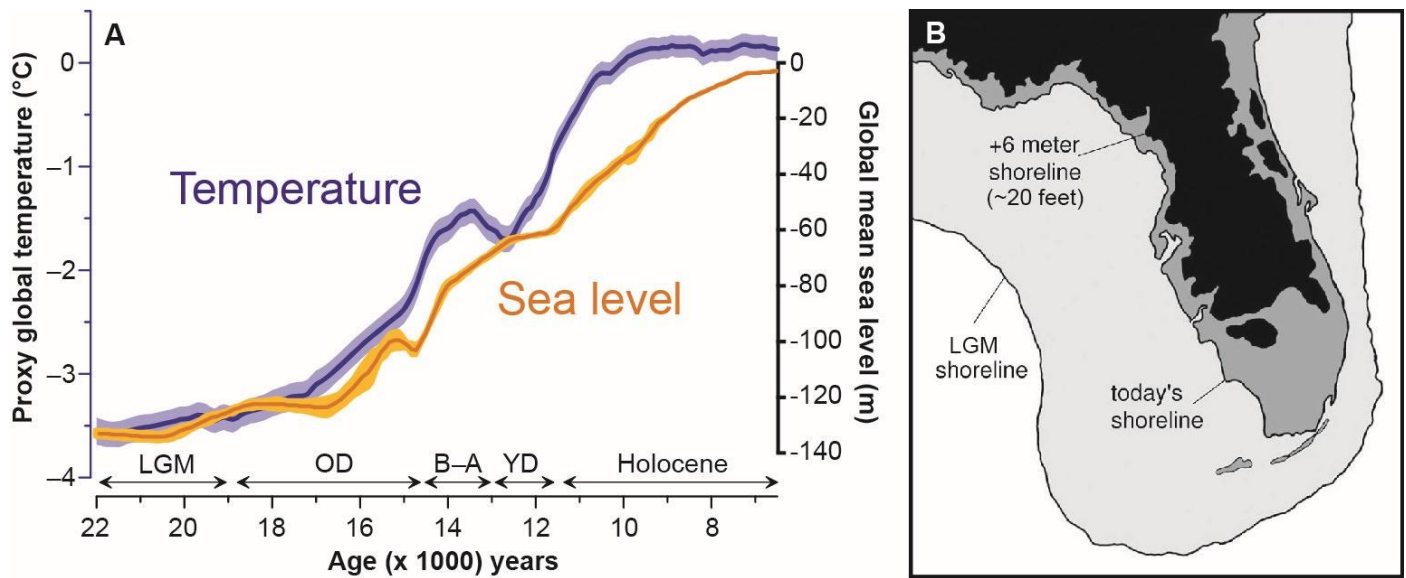 A
Proxy global temperature (°C)
0
–1
–2
–3
–4
Temperature
Sea level
0
-20
-40
-60
-80
-100
-120
-140
Global mean sea level (m)
LGM
OD
B–A
YD
Holocene
22
20
18
16
14
12
10
8
Age (x 1000) years
B
+6 meter
shoreline
(~20 feet)
LGM
shoreline
today's
shoreline